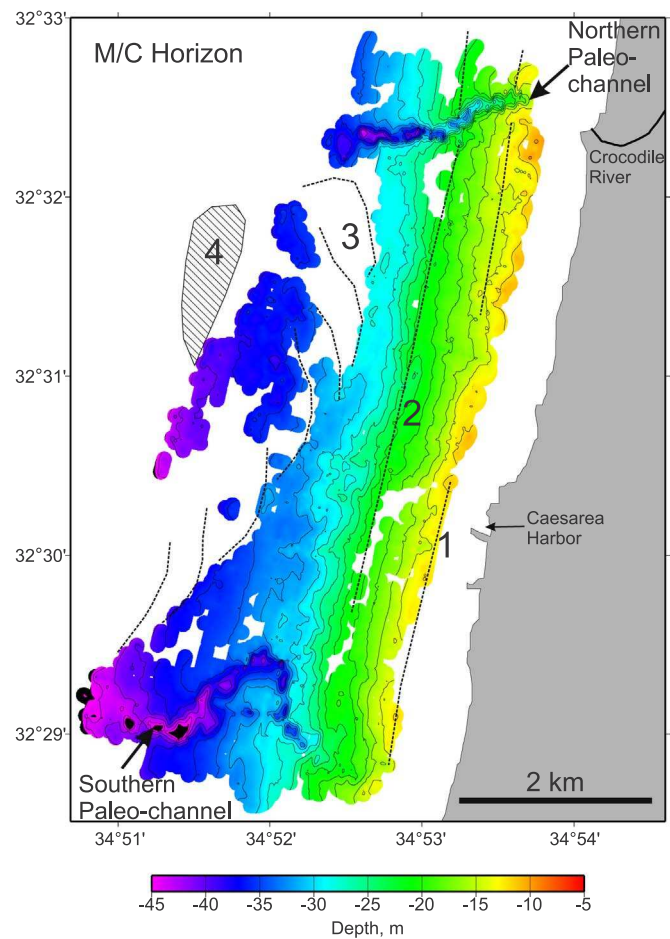 32°33'
M/C Horizon
Northern
Paleo-
channel
Crocodile
River
32°32'
4
3
32°31'
2
1
Caesarea
Harbor
32°30'
32°29'
Southern
Paleo-channel
2 km
34°51'
34°52'
34°53'
34°54'
-45
-40
-35
-30
-25
-20
-15
-10
-5
Depth, m